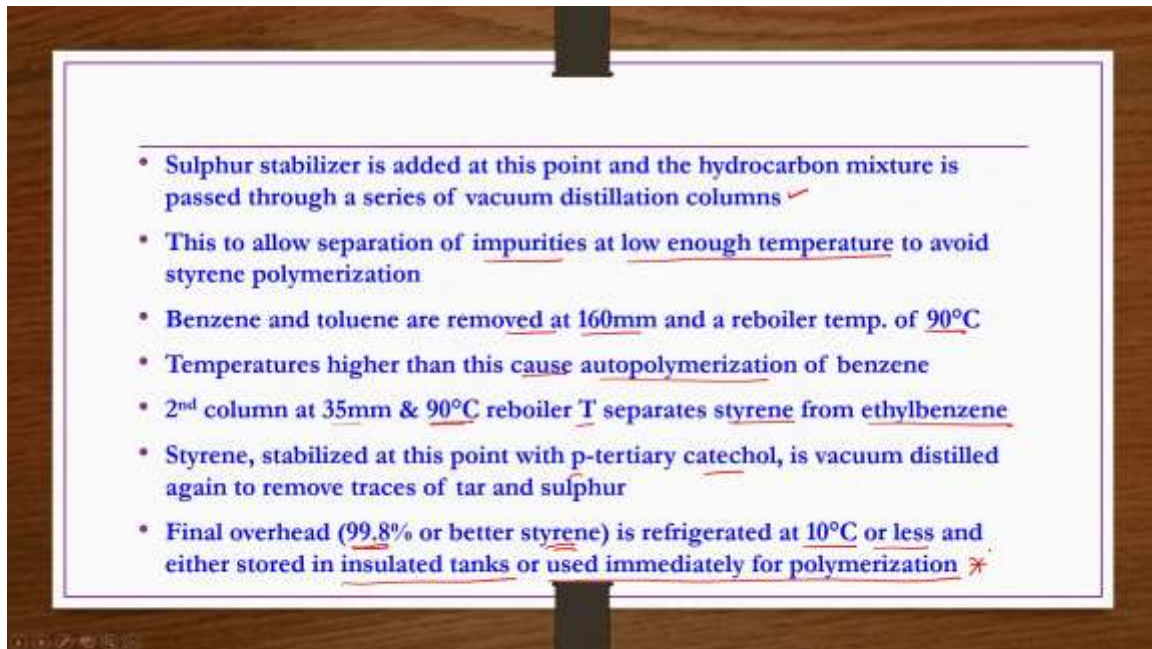 • Sulphur stabilizer is added at this point and the hydrocarbon mixture is
passed through a series of vacuum distillation columns
• This to allow separation of impurities at low enough temperature to avoid
styrene polymerization
• Benzene and toluene are removed at 160mm and a reboiler temp. of 90°C
• Temperatures higher than this cause autopolymerization of benzene
• 2nd column at 35mm & 90°C reboiler T separates styrene from ethylbenzene
• Styrene, stabilized at this point with p-tertiary catechol, is vacuum distilled
again to remove traces of tar and sulphur
• Final overhead (99.8% or better styrene) is refrigerated at 10°C or less and
either stored in insulated tanks or used immediately for polymerization *